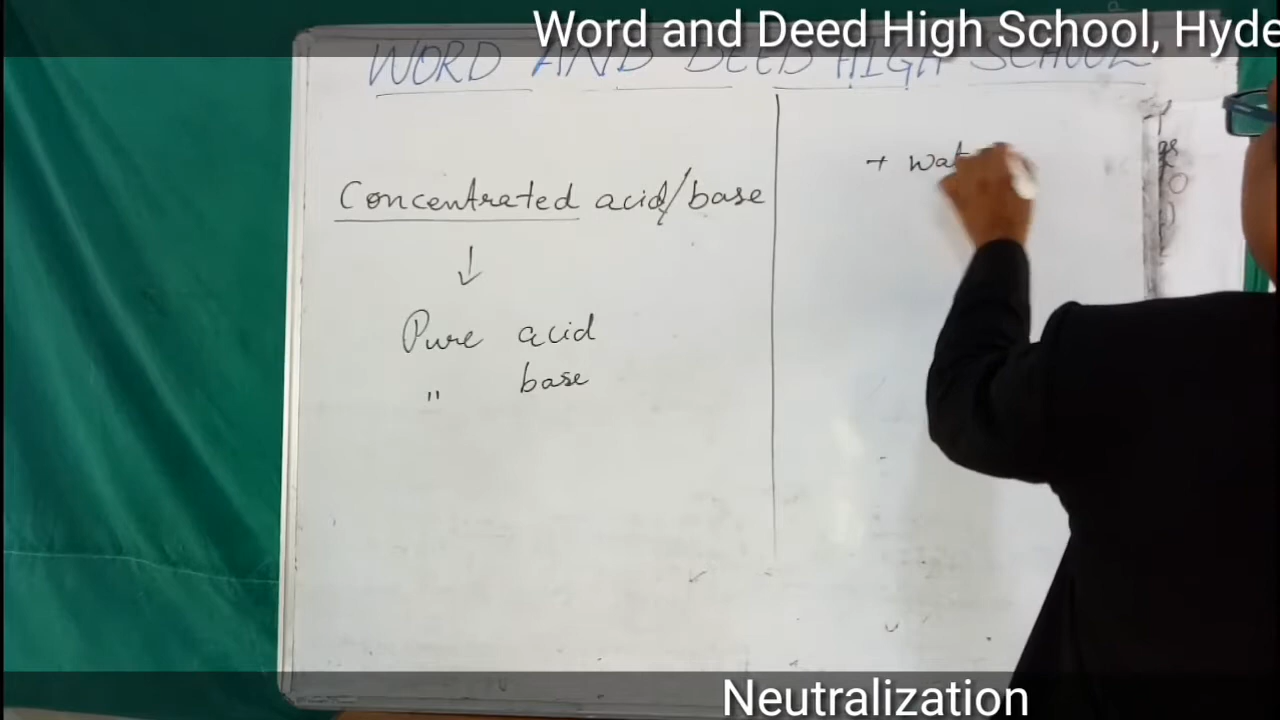 Word and Deed High School, Hyde
WORD AND DEED HIGH SCHOOL
Concentrated acid/base
↓
Pure acid
" base
+ Wat
Neutralization